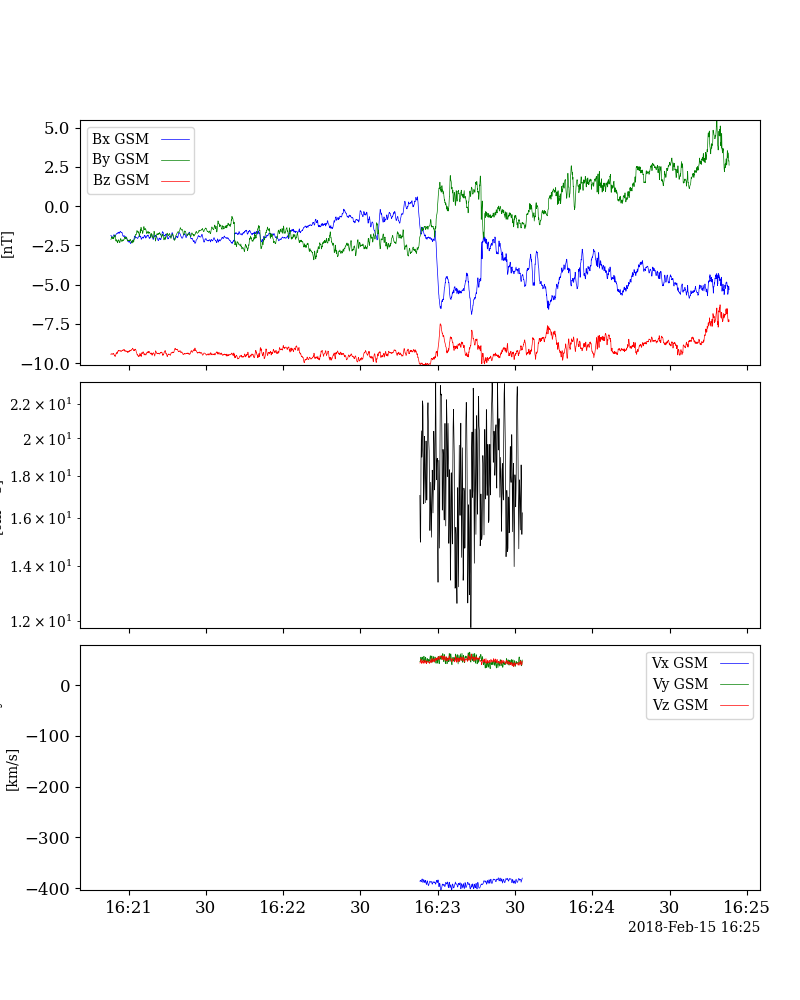 5.0
2.5
0.0
−2.5
−5.0
−7.5
−10.0
[nT]
Bx GSM
By GSM
Bz GSM
2.2 × 10¹
2 × 10¹
1.8 × 10¹
1.6 × 10¹
1.4 × 10¹
1.2 × 10¹
0
−100
−200
−300
−400
[km/s]
Vx GSM
Vy GSM
Vz GSM
16:21 30 16:22 30 16:23 30 16:24 30 16:25
2018-Feb-15 16:25